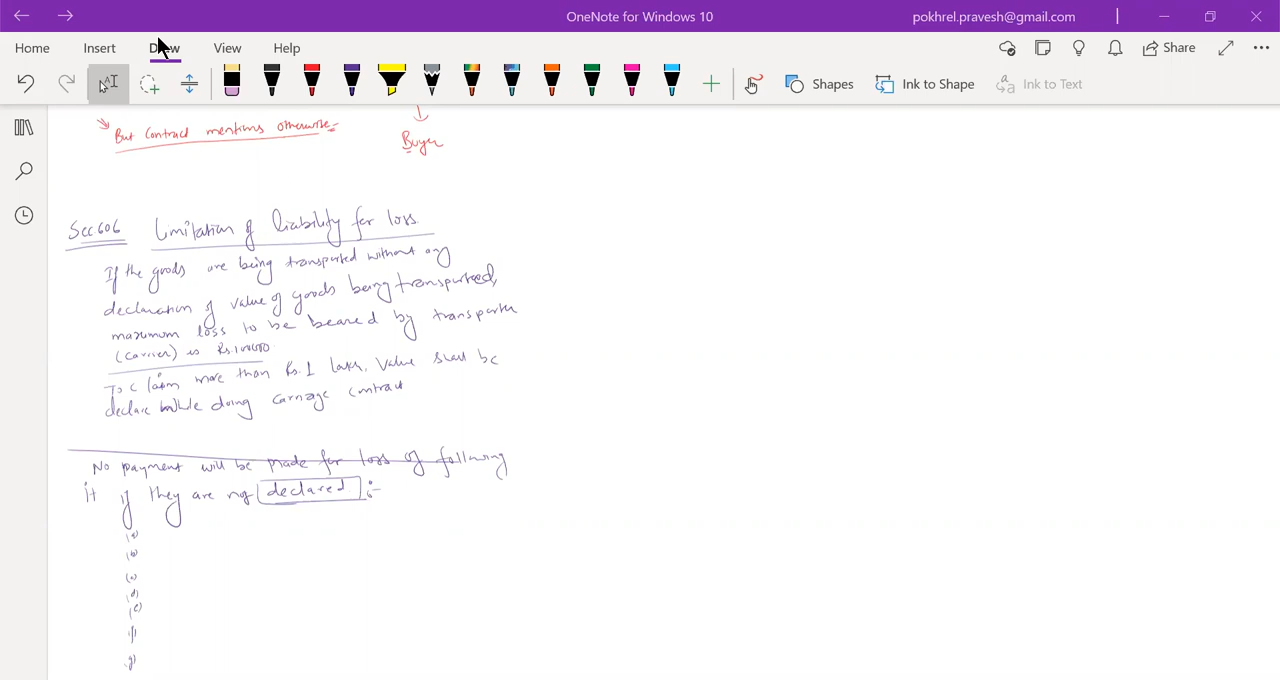 OneNote for Windows 10
pokhrel.pravesh@gmail.com
Home Insert Draw View Help
Share
Shapes Ink to Shape Ink to Text
But Contract mentions otherwise
Buyer
Sec.606 Limitation of liability for loss
If the goods are being transported without any
declaration of value of goods being transported,
maximum loss to be beared by transporter
(carrier) is Rs.100000
To claim more than Rs. 1 lakh, Value shall be
declare while doing carriage contract
No payment will be made for loss of following
it if they are not declared :-
(a)
(b)
(c)
(d)
(e)
(f)
(g)